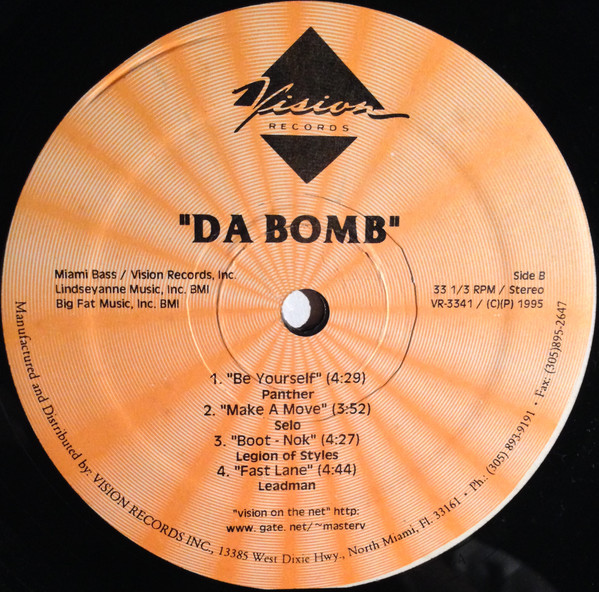 Vision
RECORDS
"DA BOMB"
Miami Bass / Vision Records, Inc.
Lindseyanne Music, Inc. BMI
Big Fat Music, Inc. BMI
Side B
33 1/3 RPM / Stereo
VR-3341 / (C)(P) 1995
1. "Be Yourself" (4:29)
Panther
2. "Make A Move" (3:52)
Selo
3. "Boot - Nok" (4:27)
Legion of Styles
4. "Fast Lane" (4:44)
Leadman
"vision on the net" http:
www. gate. net/ ~masterv
Manufactured and Distributed by: VISION RECORDS INC., 13385 West Dixie Hwy., North Miami, Fl. 33161 • Ph.: (305) 893-9191 • Fax: (305)895-2647